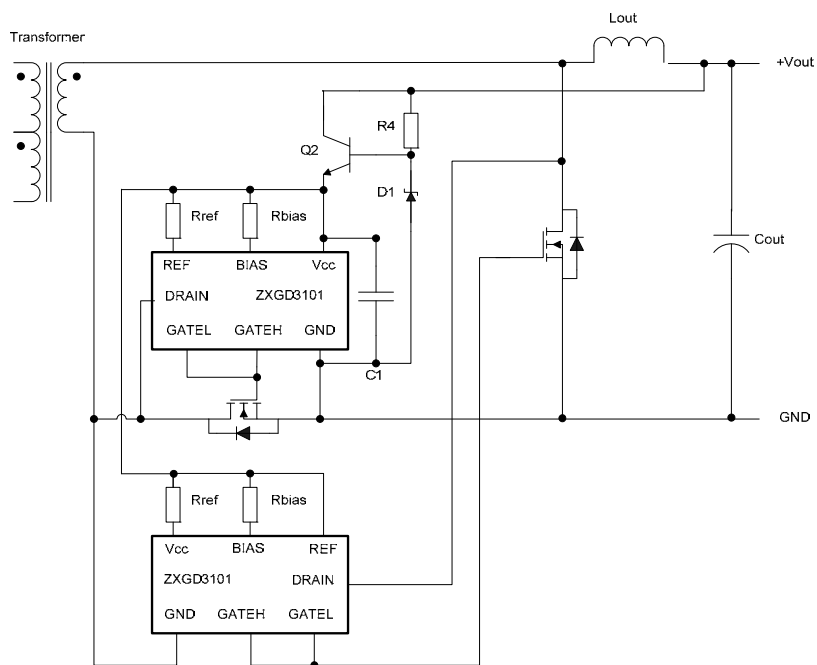 Lout
Transformer
+Vout
R4
Q2
D1
Rref
Rbias
Cout
REF
BIAS
Vcc
DRAIN
ZXGD3101
GATEL
GATEH
GND
C1
GND
Rref
Rbias
Vcc
BIAS
REF
ZXGD3101
DRAIN
GND
GATEH
GATEL